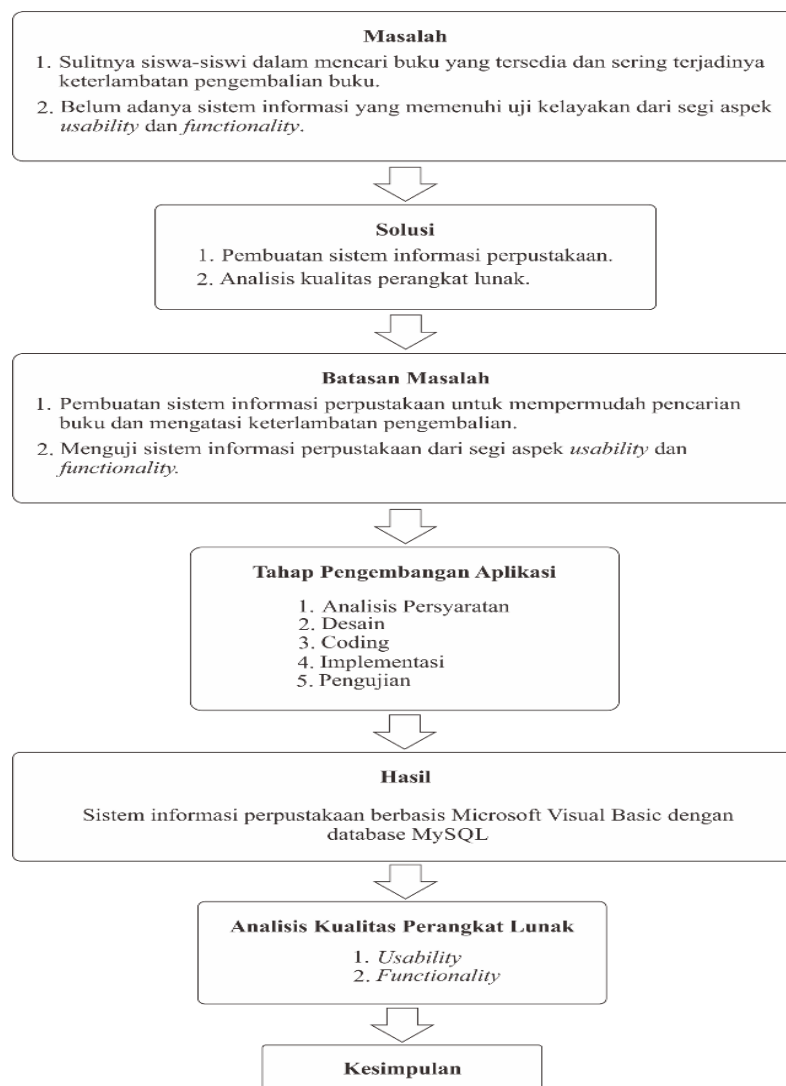 Masalah
1. Sulitnya siswa-siswi dalam mencari buku yang tersedia dan sering terjadinya
keterlambatan pengembalian buku.
2. Belum adanya sistem informasi yang memenuhi uji kelayakan dari segi aspek
usability dan functionality.
Solusi
1. Pembuatan sistem informasi perpustakaan.
2. Analisis kualitas perangkat lunak.
Batasan Masalah
1. Pembuatan sistem informasi perpustakaan untuk mempermudah pencarian
buku dan mengatasi keterlambatan pengembalian.
2. Menguji sistem informasi perpustakaan dari segi aspek usability dan
functionality.
Tahap Pengembangan Aplikasi
1. Analisis Persyaratan
2. Desain
3. Coding
4. Implementasi
5. Pengujian
Hasil
Sistem informasi perpustakaan berbasis Microsoft Visual Basic dengan
database MySQL
Analisis Kualitas Perangkat Lunak
1. Usability
2. Functionality
Kesimpulan